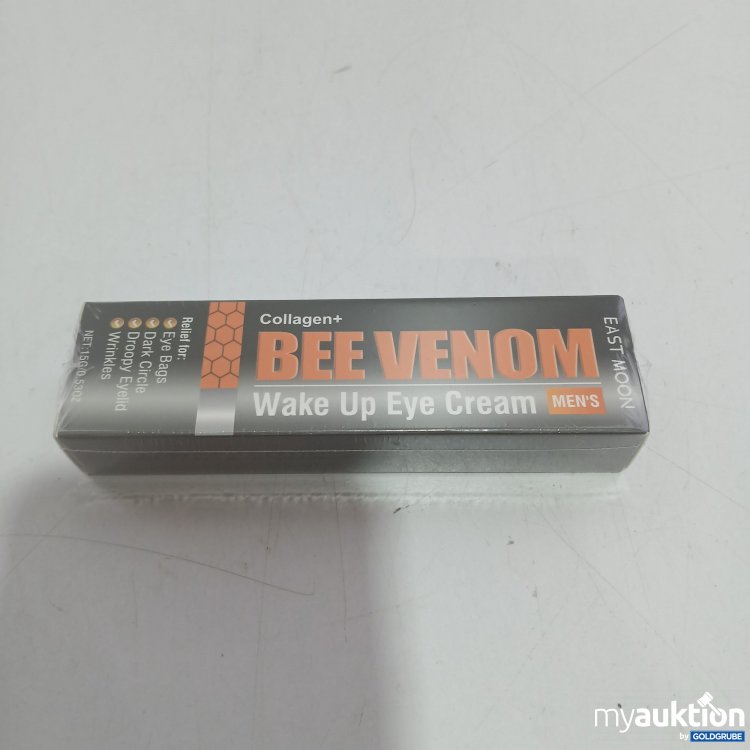 Collagen+
BEE VENOM
Wake Up Eye Cream MEN'S
EAST MOON
Relief for:
Eye Bags
Dark Circle
Droopy Eyelid
Wrinkles
NET:15G/0.53OZ
myauktion
by GOLDGRUBE